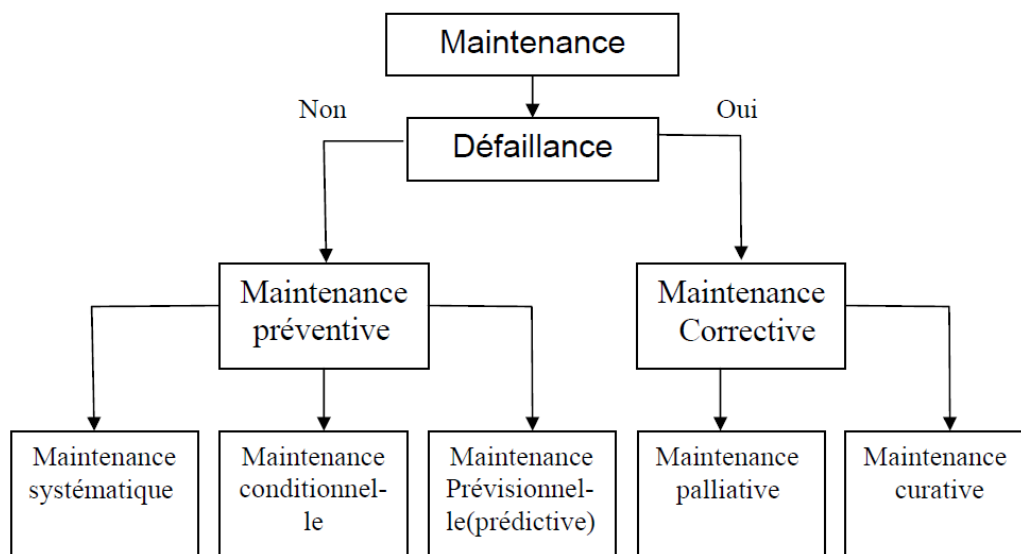 Maintenance
Non
Oui
Défaillance
Maintenance
préventive
Maintenance
Corrective
Maintenance
systématique
Maintenance
conditionnel-
le
Maintenance
Prévisionnel-
le(prédictive)
Maintenance
palliative
Maintenance
curative